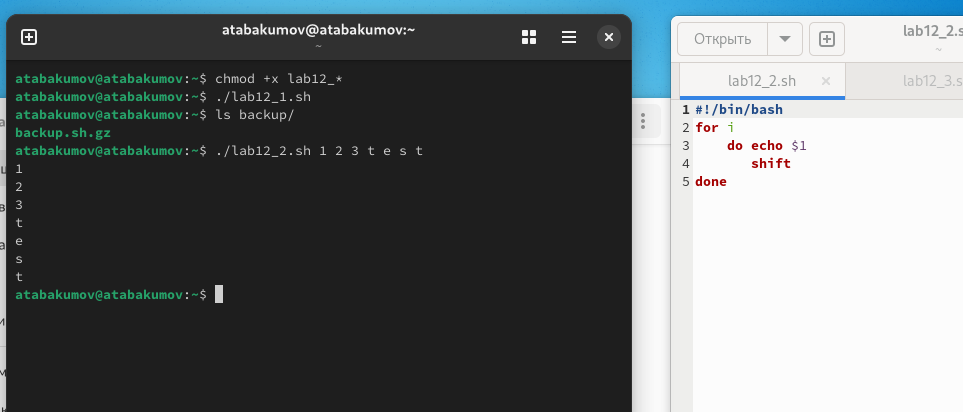 atabakumov@atabakumov:~
~
atabakumov@atabakumov:~$ chmod +x lab12_*
atabakumov@atabakumov:~$ ./lab12_1.sh
atabakumov@atabakumov:~$ ls backup/
backup.sh.gz
atabakumov@atabakumov:~$ ./lab12_2.sh 1 2 3 t e s t
1
2
3
t
e
s
t
atabakumov@atabakumov:~$
Открыть
lab12_2.s
~
lab12_2.sh ×
lab12_3.s
1 #!/bin/bash
2 for i
3 do echo $1
4 shift
5 done